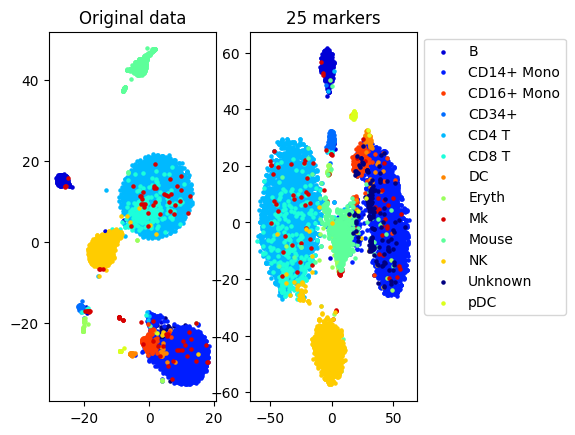 Original data
25 markers
40
20
0
−20
−20
0
20
60
40
20
0
−20
−40
−60
−50
0
50
B
CD14+ Mono
CD16+ Mono
CD34+
CD4 T
CD8 T
DC
Eryth
Mk
Mouse
NK
Unknown
pDC